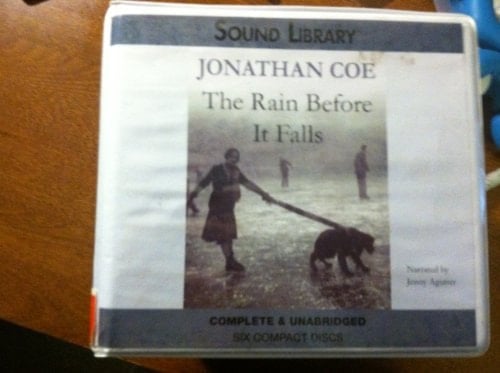 SOUND LIBRARY
JONATHAN COE
The Rain Before
It Falls
Narrated by
Jenny Agutter
COMPLETE & UNABRIDGED
SIX COMPACT DISCS